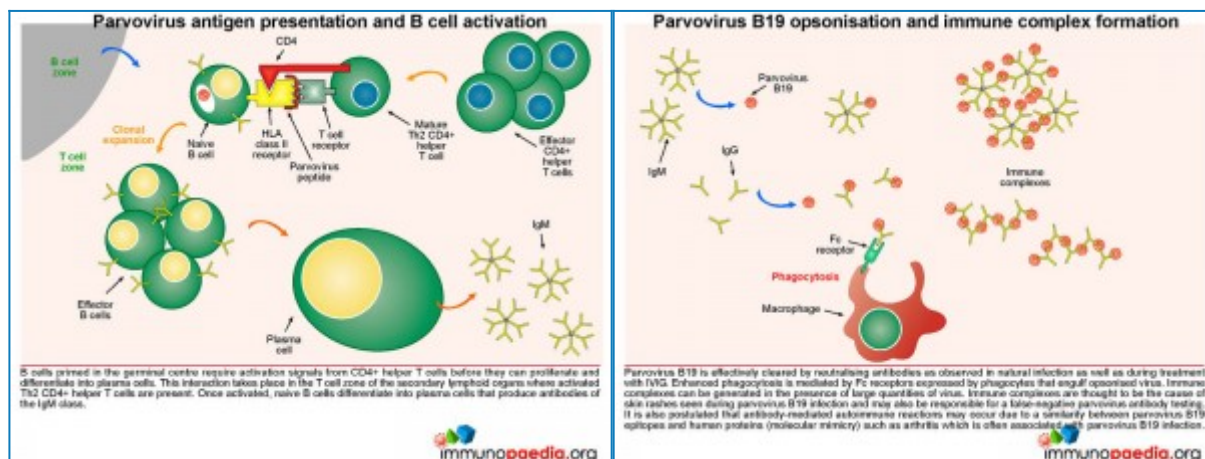 Parvovirus antigen presentation and B cell activation
CD4
B cell
zone
Clonal
expansion
T cell
zone
Naive
B cell
HLA
class II
receptor
T cell
receptor
Parvovirus
peptide
Mature
Th2 CD4+
helper T
cell
Effector
CD4+
helper
T cells
IgM
Effector
B cells
Plasma
cell
B cells primed in the germinal centre require activation signals from CD4+ helper T cells before they can proliferate and
differentiate into plasma cells. This interaction takes place in the T cell zone of the secondary lymphoid organs where activated
Th2 CD4+ helper T cells are present. Once activated, naive B cells differentiate into plasma cells that produce antibodies of
the IgM class.
immunopaedia.org
Parvovirus B19 opsonisation and immune complex formation
Parvovirus
B19
IgM
IgG
Immune
complexes
Fc
receptor
Phagocytosis
Macrophage
Parvovirus B19 is effectively cleared by neutralising antibodies as observed in natural infection as well as during treatment
with IVIG. Enhanced phagocytosis is mediated by Fc receptors expressed by phagocytes that engulf opsonised virus. Immune
complexes can be generated in the presence of large quantities of virus. Immune complexes are thought to be the cause of
skin rashes seen during parvovirus B19 infection and may also be responsible for a false-negative parvovirus antibody testing.
It is also postulated that antibody-mediated autoimmune reactions may occur due to a similarity between parvovirus B19
epitopes and human proteins (molecular mimicry) such as arthritis which is often associated with parvovirus B19 infection.
immunopaedia.org